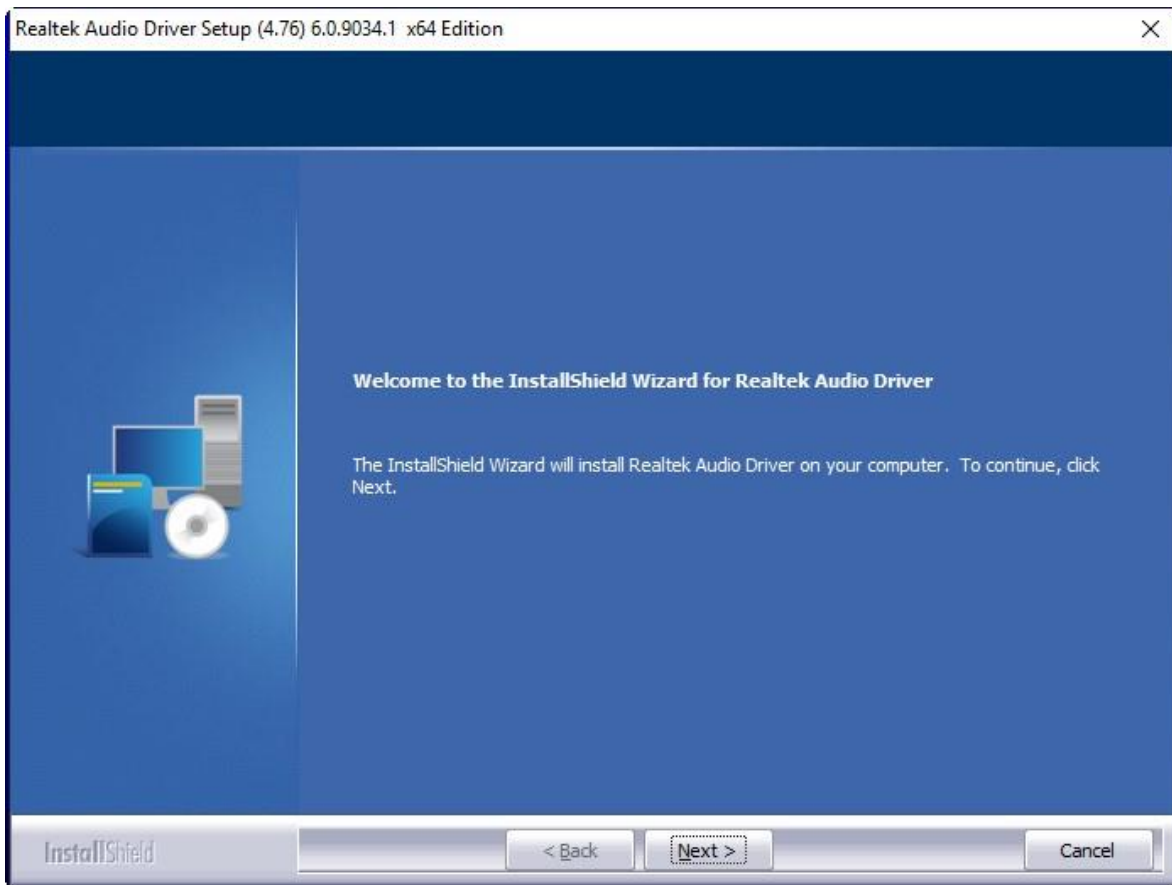 Realtek Audio Driver Setup (4.76) 6.0.9034.1 x64 Edition
Welcome to the InstallShield Wizard for Realtek Audio Driver
The InstallShield Wizard will install Realtek Audio Driver on your computer. To continue, click
Next.
InstallShield
< Back
Next >
Cancel